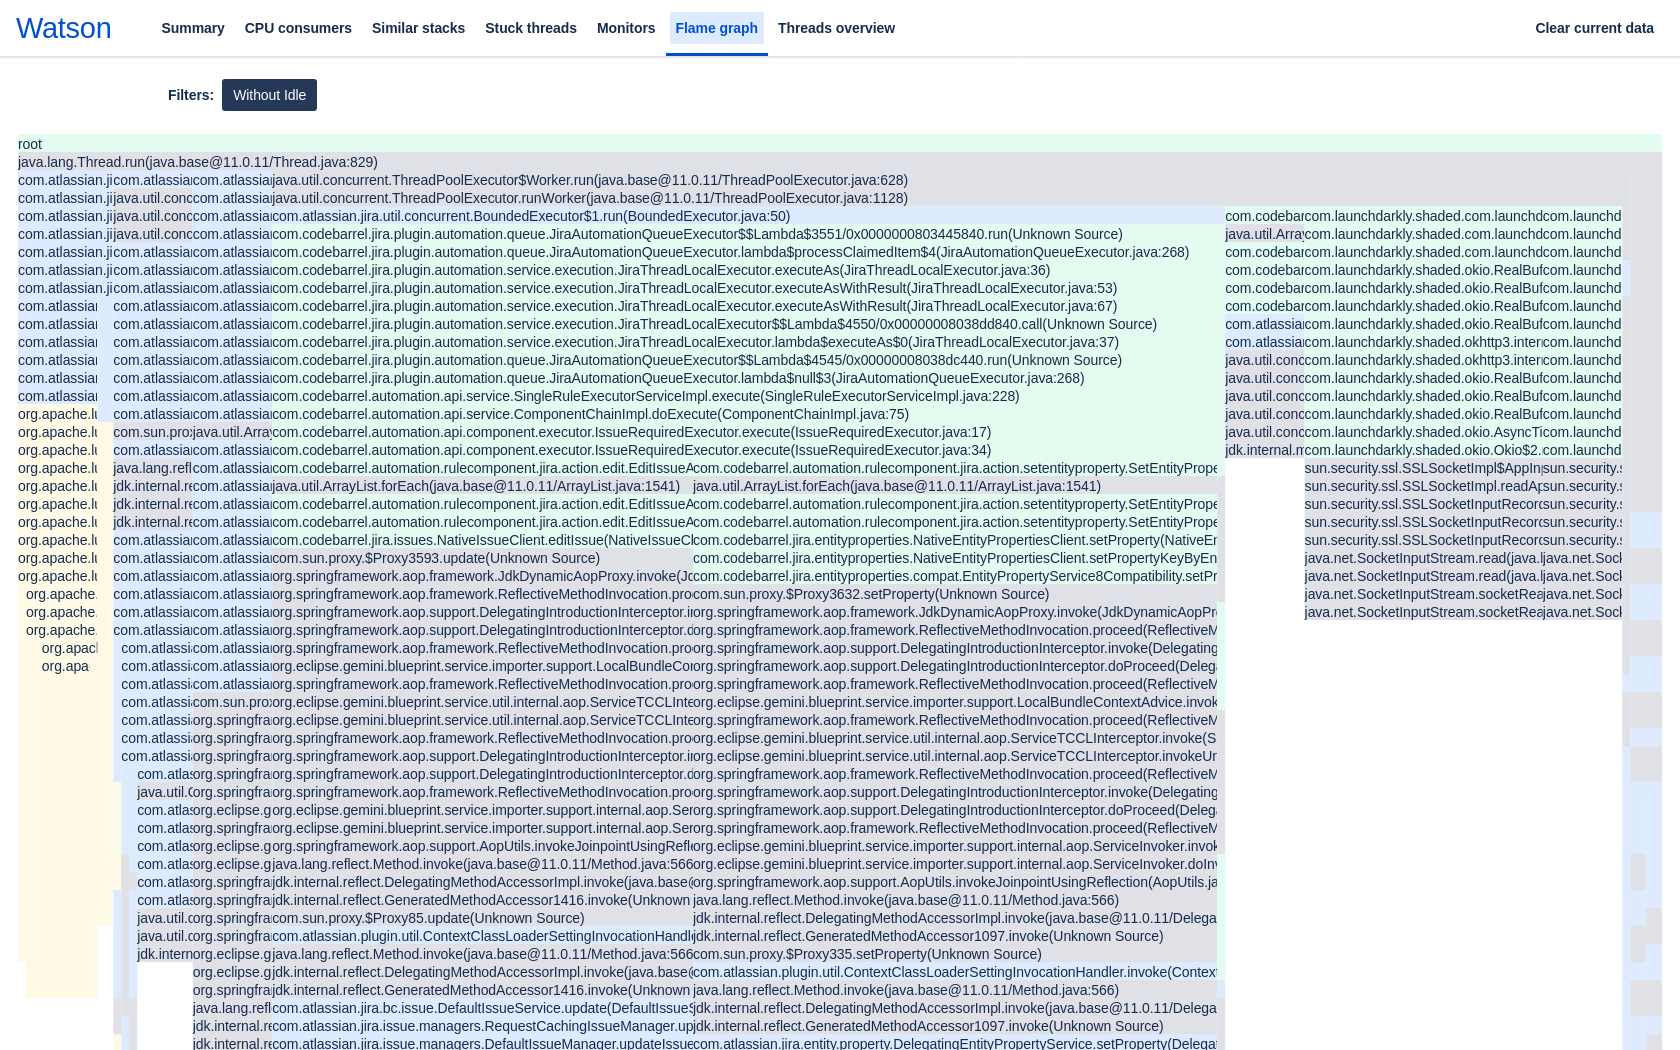 Watson Summary CPU consumers Similar stacks Stuck threads Monitors Flame graph Threads overview Clear current data
Filters: Without Idle
root
java.lang.Thread.run(java.base@11.0.11/Thread.java:829)
com.atlassian.ji com.atlassia com.atlassia java.util.concurrent.ThreadPoolExecutor$Worker.run(java.base@11.0.11/ThreadPoolExecutor.java:628)
com.atlassian.ji java.util.conc com.atlassia java.util.concurrent.ThreadPoolExecutor.runWorker(java.base@11.0.11/ThreadPoolExecutor.java:1128)
com.atlassian.ji java.util.conc com.atlassia com.atlassian.jira.util.concurrent.BoundedExecutor$1.run(BoundedExecutor.java:50) com.codebar com.launchdarkly.shaded.com.launchd com.launchd
com.atlassian.ji java.util.conc com.atlassia com.codebarrel.jira.plugin.automation.queue.JiraAutomationQueueExecutor$$Lambda$3551/0x0000000803445840.run(Unknown Source) java.util.Array com.launchdarkly.shaded.com.launchd com.launchd
com.atlassian.ji com.atlassia com.atlassia com.codebarrel.jira.plugin.automation.queue.JiraAutomationQueueExecutor.lambda$processClaimedItem$4(JiraAutomationQueueExecutor.java:268) com.codebar com.launchdarkly.shaded.com.launchd com.launchd
com.atlassian.ji com.atlassia com.atlassia com.codebarrel.jira.plugin.automation.service.execution.JiraThreadLocalExecutor.executeAs(JiraThreadLocalExecutor.java:36) com.codebar com.launchdarkly.shaded.okio.RealBuf com.launchd
com.atlassian.ji com.atlassia com.atlassia com.codebarrel.jira.plugin.automation.service.execution.JiraThreadLocalExecutor.executeAsWithResult(JiraThreadLocalExecutor.java:53) com.codebar com.launchdarkly.shaded.okio.RealBuf com.launchd
com.atlassian com.atlassia com.atlassia com.codebarrel.jira.plugin.automation.service.execution.JiraThreadLocalExecutor.executeAsWithResult(JiraThreadLocalExecutor.java:67) com.codebar com.launchdarkly.shaded.okio.RealBuf com.launchd
com.atlassian com.atlassia com.atlassia com.codebarrel.jira.plugin.automation.service.execution.JiraThreadLocalExecutor$$Lambda$4550/0x00000008038dd840.call(Unknown Source) com.atlassia com.launchdarkly.shaded.okio.RealBuf com.launchd
com.atlassian com.atlassia com.atlassia com.codebarrel.jira.plugin.automation.service.execution.JiraThreadLocalExecutor.lambda$executeAs$0(JiraThreadLocalExecutor.java:37) com.atlassia com.launchdarkly.shaded.okhttp3.inter com.launchd
com.atlassian com.atlassia com.atlassia com.codebarrel.jira.plugin.automation.queue.JiraAutomationQueueExecutor$$Lambda$4545/0x00000008038dc440.run(Unknown Source) java.util.conc com.launchdarkly.shaded.okhttp3.inter com.launchd
com.atlassian com.atlassia com.atlassia com.codebarrel.jira.plugin.automation.queue.JiraAutomationQueueExecutor.lambda$null$3(JiraAutomationQueueExecutor.java:268) java.util.conc com.launchdarkly.shaded.okio.RealBuf com.launchd
com.atlassian com.atlassia com.atlassia com.codebarrel.automation.api.service.SingleRuleExecutorServiceImpl.execute(SingleRuleExecutorServiceImpl.java:228) java.util.conc com.launchdarkly.shaded.okio.RealBuf com.launchd
org.apache.lu com.atlassia com.atlassia com.codebarrel.automation.api.service.ComponentChainImpl.doExecute(ComponentChainImpl.java:75) java.util.conc com.launchdarkly.shaded.okio.RealBuf com.launchd
org.apache.lu com.sun.prox java.util.Array com.codebarrel.automation.api.component.executor.IssueRequiredExecutor.execute(IssueRequiredExecutor.java:17) java.util.conc com.launchdarkly.shaded.okio.AsyncTi com.launchd
org.apache.lu com.atlassia com.atlassia com.codebarrel.automation.api.component.executor.IssueRequiredExecutor.execute(IssueRequiredExecutor.java:34) jdk.internal.m com.launchdarkly.shaded.okio.Okio$2. com.launchd
org.apache.lu java.lang.refl com.atlassia com.codebarrel.automation.rulecomponent.jira.action.edit.EditIssueA com.codebarrel.automation.rulecomponent.jira.action.setentityproperty.SetEntityPrope sun.security.ssl.SSLSocketImpl$AppInp sun.security.s
org.apache.lu jdk.internal.re com.atlassia java.util.ArrayList.forEach(java.base@11.0.11/ArrayList.java:1541) java.util.ArrayList.forEach(java.base@11.0.11/ArrayList.java:1541) sun.security.ssl.SSLSocketImpl.readAp sun.security.s
org.apache.lu jdk.internal.re com.atlassia com.codebarrel.automation.rulecomponent.jira.action.edit.EditIssueA com.codebarrel.automation.rulecomponent.jira.action.setentityproperty.SetEntityPrope sun.security.ssl.SSLSocketInputRecor sun.security.s
org.apache.lu jdk.internal.re com.atlassia com.codebarrel.automation.rulecomponent.jira.action.edit.EditIssueA com.codebarrel.automation.rulecomponent.jira.action.setentityproperty.SetEntityPrope sun.security.ssl.SSLSocketInputRecor sun.security.s
org.apache.lu com.atlassia com.atlassia com.codebarrel.jira.issues.NativeIssueClient.editIssue(NativeIssueCl com.codebarrel.jira.entityproperties.NativeEntityPropertiesClient.setProperty(NativeEn sun.security.ssl.SSLSocketInputRecor sun.security.s
org.apache.lu com.atlassia com.atlassia com.sun.proxy.$Proxy3593.update(Unknown Source) com.codebarrel.jira.entityproperties.NativeEntityPropertiesClient.setPropertyKeyByEn java.net.SocketInputStream.read(java.l java.net.Sock
org.apache.lu com.atlassia com.atlassia org.springframework.aop.framework.JdkDynamicAopProxy.invoke(Jd com.codebarrel.jira.entityproperties.compat.EntityPropertyService8Compatibility.setPr java.net.SocketInputStream.read(java.l java.net.Sock
org.apache. com.atlassia com.atlassia org.springframework.aop.framework.ReflectiveMethodInvocation.pro com.sun.proxy.$Proxy3632.setProperty(Unknown Source) java.net.SocketInputStream.socketRea java.net.Sock
org.apache. com.atlassia com.atlassia org.springframework.aop.support.DelegatingIntroductionInterceptor.i org.springframework.aop.framework.JdkDynamicAopProxy.invoke(JdkDynamicAopPr java.net.SocketInputStream.socketRea java.net.Sock
org.apache. com.atlassia com.atlassia org.springframework.aop.support.DelegatingIntroductionInterceptor.d org.springframework.aop.framework.ReflectiveMethodInvocation.proceed(ReflectiveM
org.apacl com.atlassi com.atlassia org.springframework.aop.framework.ReflectiveMethodInvocation.pro org.springframework.aop.support.DelegatingIntroductionInterceptor.invoke(Delegating
org.apa com.atlassi com.atlassia org.eclipse.gemini.blueprint.service.importer.support.LocalBundleCo org.springframework.aop.support.DelegatingIntroductionInterceptor.doProceed(Deleg
com.atlassi com.atlassia org.springframework.aop.framework.ReflectiveMethodInvocation.pro org.springframework.aop.framework.ReflectiveMethodInvocation.proceed(ReflectiveM
com.atlassi com.sun.prox org.eclipse.gemini.blueprint.service.util.internal.aop.ServiceTCCLInte org.eclipse.gemini.blueprint.service.importer.support.LocalBundleContextAdvice.invok
com.atlassi org.springfra org.eclipse.gemini.blueprint.service.util.internal.aop.ServiceTCCLInte org.springframework.aop.framework.ReflectiveMethodInvocation.proceed(ReflectiveM
com.atlassi org.springfra org.springframework.aop.framework.ReflectiveMethodInvocation.pro org.eclipse.gemini.blueprint.service.util.internal.aop.ServiceTCCLInterceptor.invoke(S
com.atlassi org.springfra org.springframework.aop.support.DelegatingIntroductionInterceptor.i org.eclipse.gemini.blueprint.service.util.internal.aop.ServiceTCCLInterceptor.invokeUn
com.atlas org.springfra org.springframework.aop.support.DelegatingIntroductionInterceptor.d org.springframework.aop.framework.ReflectiveMethodInvocation.proceed(ReflectiveM
java.util.C org.springfra org.springframework.aop.framework.ReflectiveMethodInvocation.pro org.springframework.aop.support.DelegatingIntroductionInterceptor.invoke(Delegating
com.atlas org.eclipse.g org.eclipse.gemini.blueprint.service.importer.support.internal.aop.Ser org.springframework.aop.support.DelegatingIntroductionInterceptor.doProceed(Deleg
com.atlas org.springfra org.eclipse.gemini.blueprint.service.importer.support.internal.aop.Ser org.springframework.aop.framework.ReflectiveMethodInvocation.proceed(ReflectiveM
com.atlas org.eclipse.g org.springframework.aop.support.AopUtils.invokeJoinpointUsingRefl org.eclipse.gemini.blueprint.service.importer.support.internal.aop.ServiceInvoker.invok
com.atlas org.eclipse.g java.lang.reflect.Method.invoke(java.base@11.0.11/Method.java:566 org.eclipse.gemini.blueprint.service.importer.support.internal.aop.ServiceInvoker.doInv
com.atlas org.springfra jdk.internal.reflect.DelegatingMethodAccessorImpl.invoke(java.base@ org.springframework.aop.support.AopUtils.invokeJoinpointUsingReflection(AopUtils.ja
com.atlas org.springfra jdk.internal.reflect.GeneratedMethodAccessor1416.invoke(Unknown java.lang.reflect.Method.invoke(java.base@11.0.11/Method.java:566)
java.util.c org.springfra com.sun.proxy.$Proxy85.update(Unknown Source) jdk.internal.reflect.DelegatingMethodAccessorImpl.invoke(java.base@11.0.11/Delega
java.util.c org.springfra com.atlassian.plugin.util.ContextClassLoaderSettingInvocationHandl jdk.internal.reflect.GeneratedMethodAccessor1097.invoke(Unknown Source)
jdk.intern org.eclipse.g java.lang.reflect.Method.invoke(java.base@11.0.11/Method.java:566 com.sun.proxy.$Proxy335.setProperty(Unknown Source)
org.eclipse.g jdk.internal.reflect.DelegatingMethodAccessorImpl.invoke(java.base@ com.atlassian.plugin.util.ContextClassLoaderSettingInvocationHandler.invoke(Context
org.springfra jdk.internal.reflect.GeneratedMethodAccessor1416.invoke(Unknown java.lang.reflect.Method.invoke(java.base@11.0.11/Method.java:566)
java.lang.refl com.atlassian.jira.bc.issue.DefaultIssueService.update(DefaultIssueS jdk.internal.reflect.DelegatingMethodAccessorImpl.invoke(java.base@11.0.11/Delega
jdk.internal.re com.atlassian.jira.issue.managers.RequestCachingIssueManager.up jdk.internal.reflect.GeneratedMethodAccessor1097.invoke(Unknown Source)
jdk.internal.re com.atlassian.jira.issue.managers.DefaultIssueManager.updateIssue com.atlassian.jira.entity.property.DelegatingEntityPropertyService.setProperty(Delegat